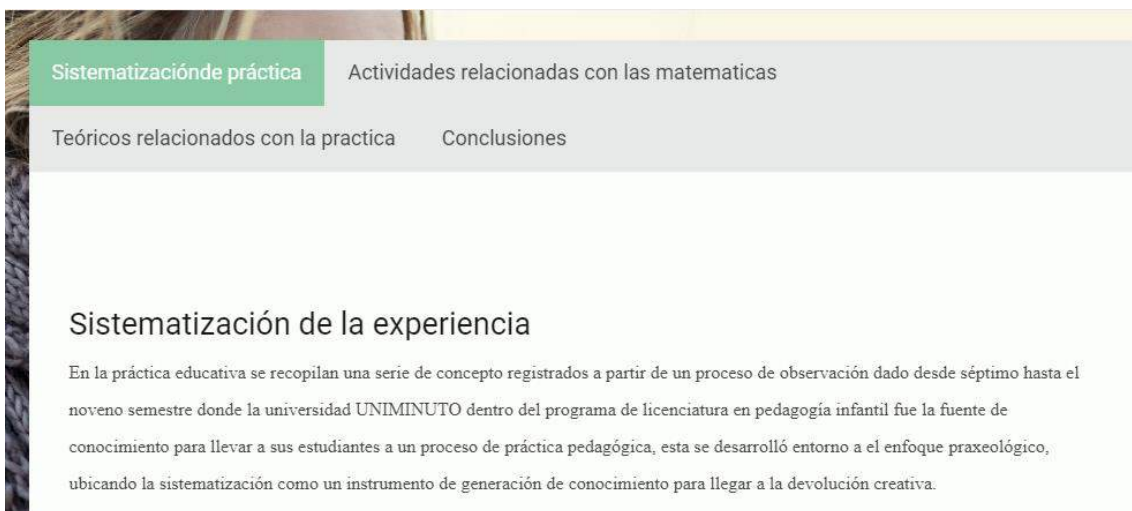 Sistematizaciónde práctica
Actividades relacionadas con las matematicas
Teóricos relacionados con la practica
Conclusiones
Sistematización de la experiencia
En la práctica educativa se recopilan una serie de concepto registrados a partir de un proceso de observación dado desde séptimo hasta el
noveno semestre donde la universidad UNIMINUTO dentro del programa de licenciatura en pedagogía infantil fue la fuente de
conocimiento para llevar a sus estudiantes a un proceso de práctica pedagógica, esta se desarrolló entorno a el enfoque praxeológico,
ubicando la sistematización como un instrumento de generación de conocimiento para llegar a la devolución creativa.